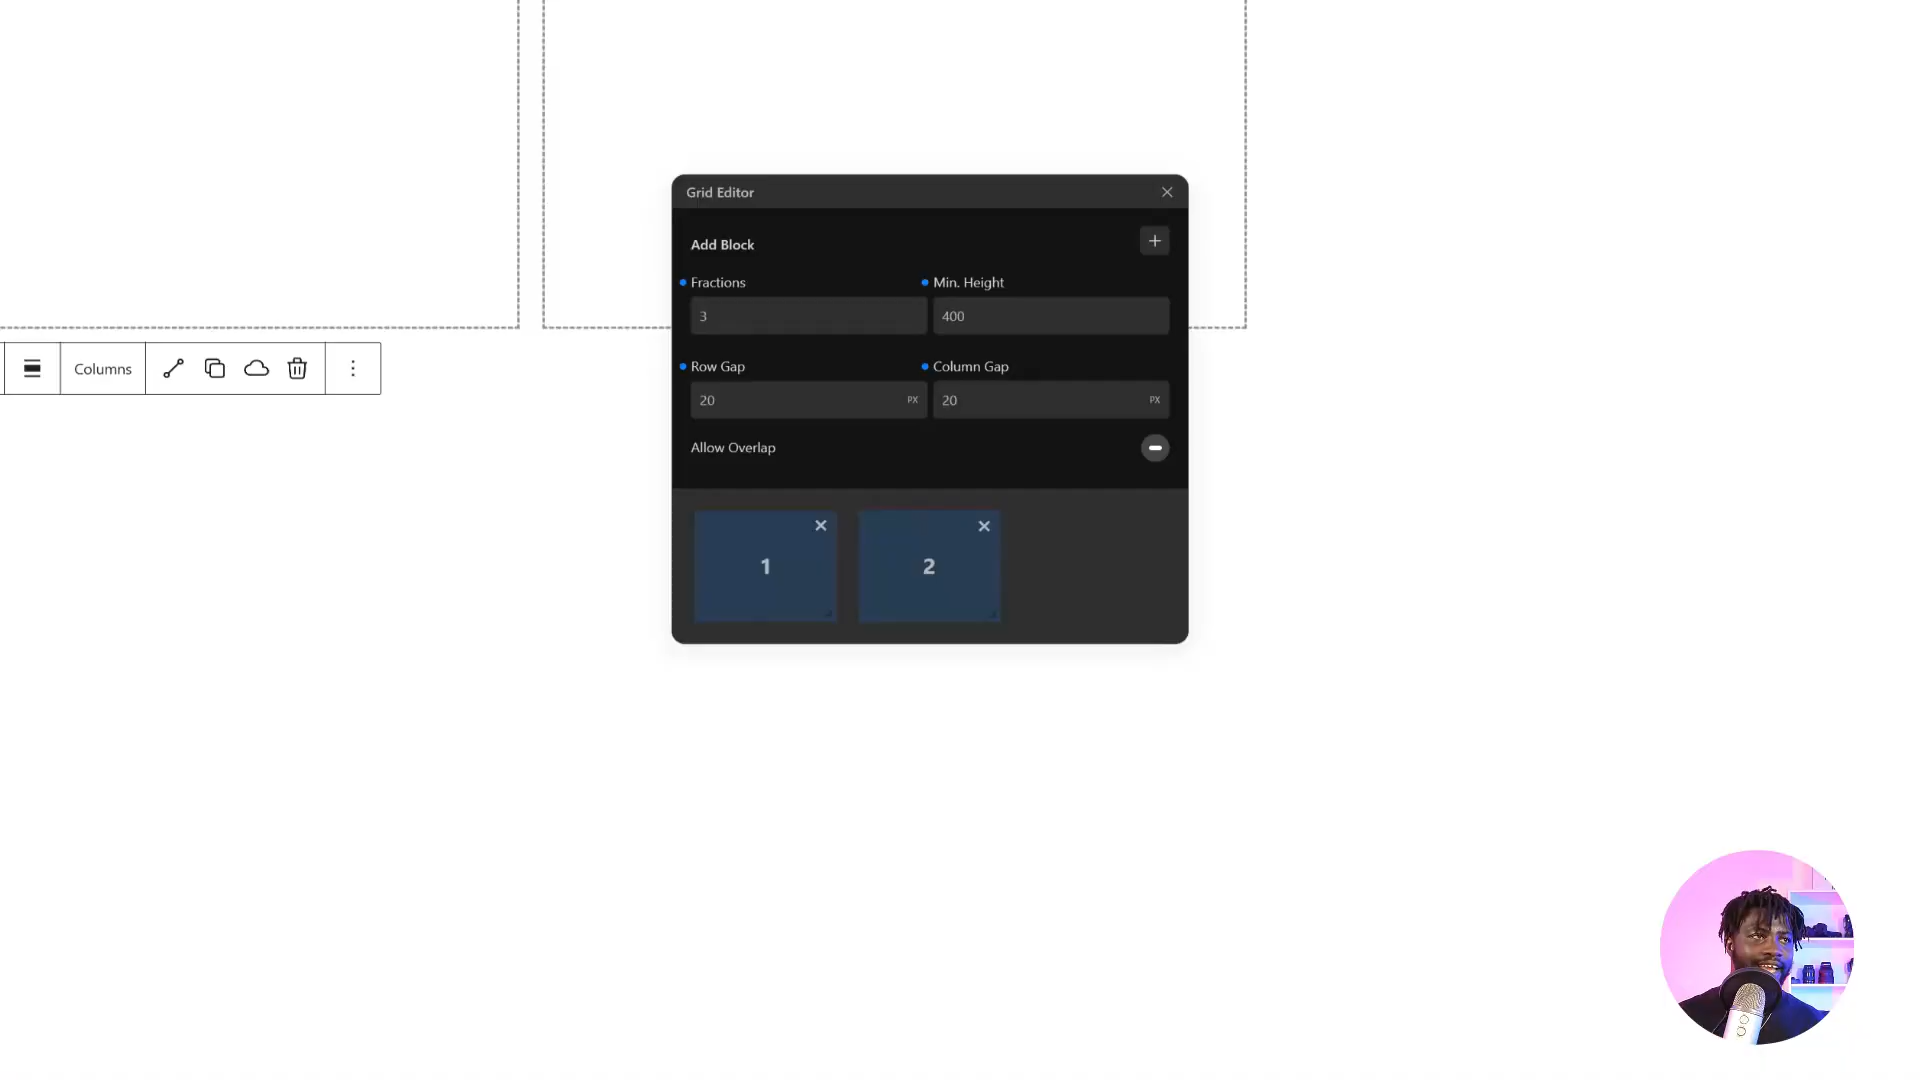 Grid Editor
Add Block
Fractions
Min. Height
3
400
Row Gap
Column Gap
20 PX
20 PX
Columns
Allow Overlap
1
2